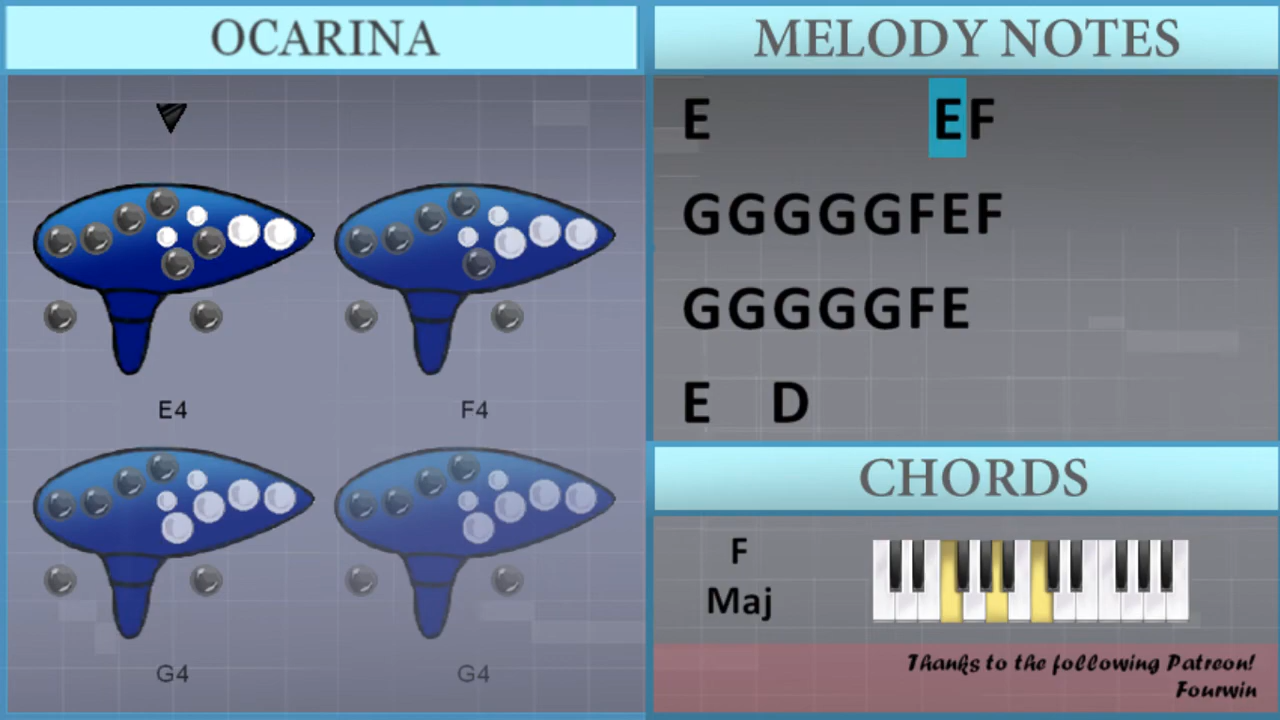 OCARINA
E4
F4
G4
G4
MELODY NOTES
E EF
GGGGGFEF
GGGGGFE
E D
CHORDS
F
Maj
Thanks to the following Patreon!
Fourwin